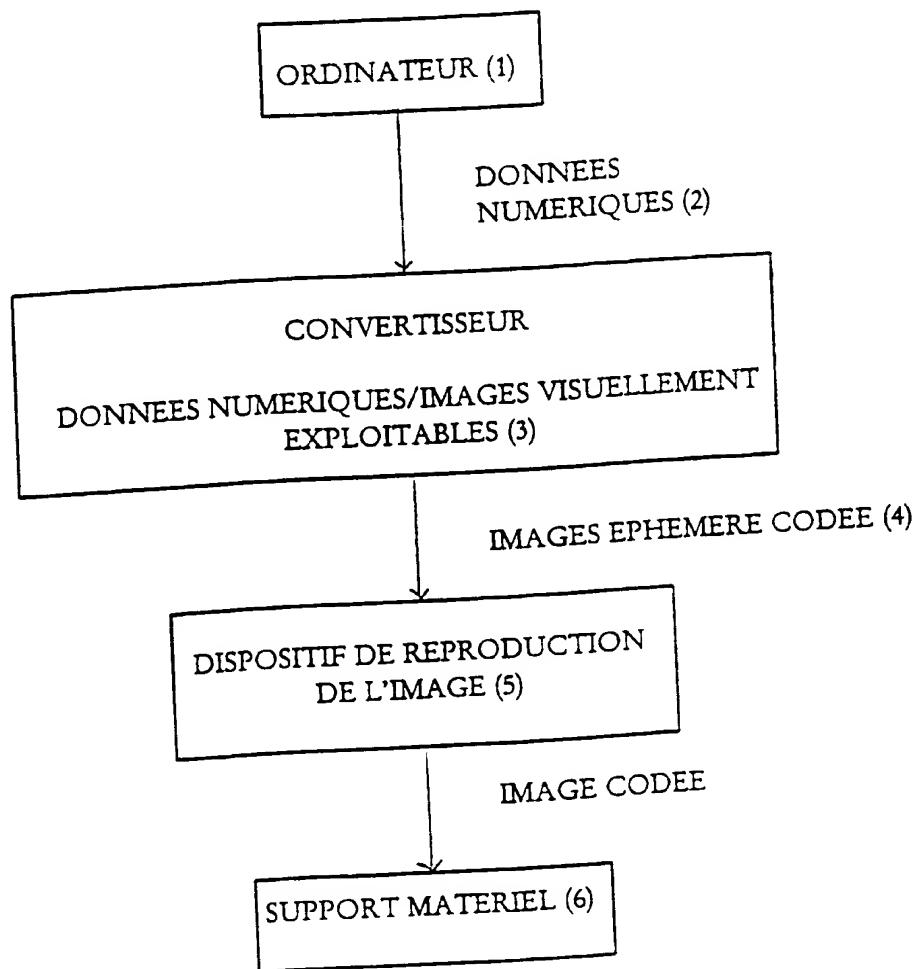 ORDINATEUR (1)
DONNEES
NUMERIQUES (2)
CONVERTISSEUR
DONNEES NUMERIQUES/IMAGES VISUELLEMENT
EXPLOITABLES (3)
IMAGES EPHEMERE CODEE (4)
DISPOSITIF DE REPRODUCTION
DE L'IMAGE (5)
IMAGE CODEE
SUPPORT MATERIEL (6)